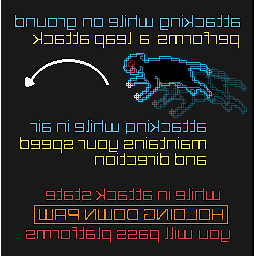 attacking while on ground
performs a leap attack
attacking while in air
maintains your speed
and direction
while in attack state
HOLDING DOWN PAW
you will pass platforms